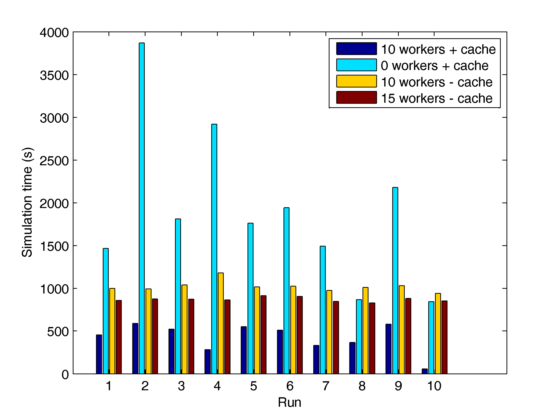 4000
3500
3000
2500
2000
1500
1000
500
0
Simulation time (s)
10 workers + cache
0 workers + cache
10 workers - cache
15 workers - cache
1 2 3 4 5 6 7 8 9 10
Run